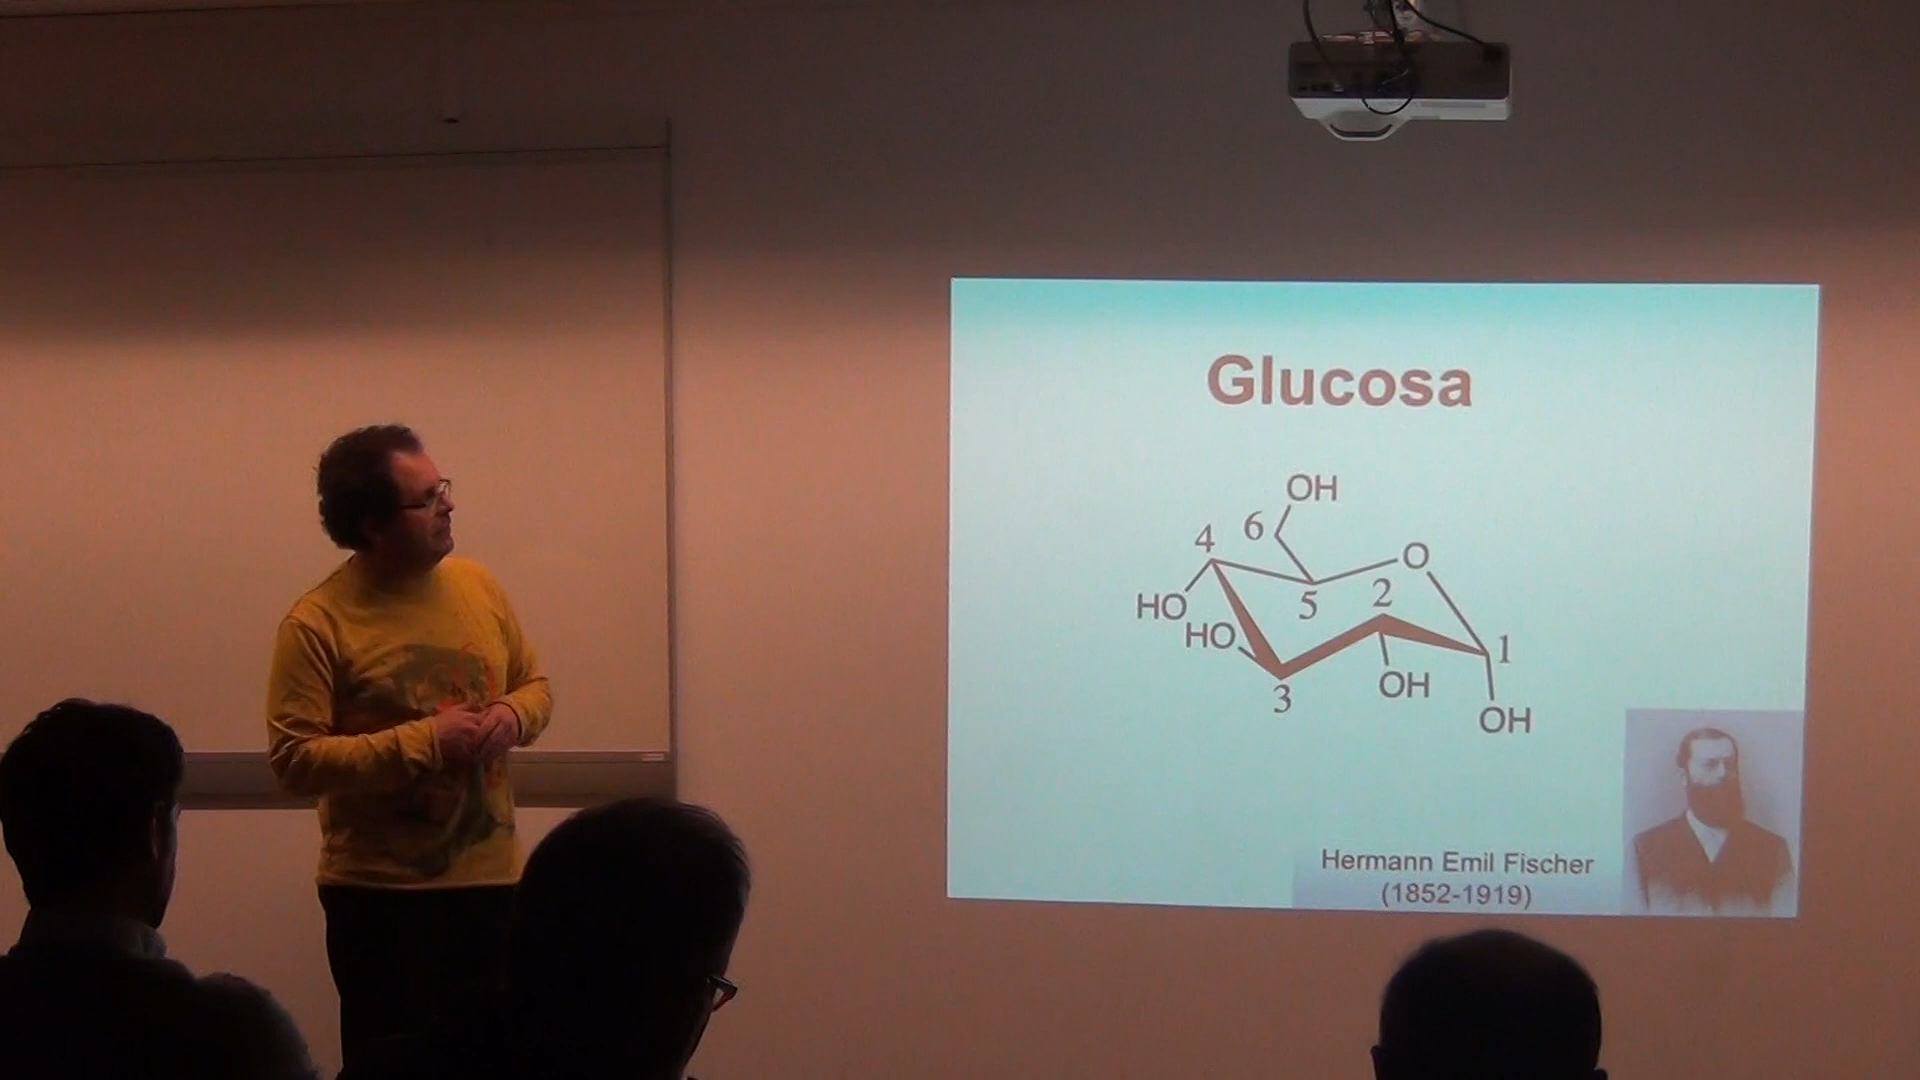 Glucosa
OH
6
4
O
HO
5
2
HO
1
3
OH
OH
Hermann Emil Fischer
(1852-1919)